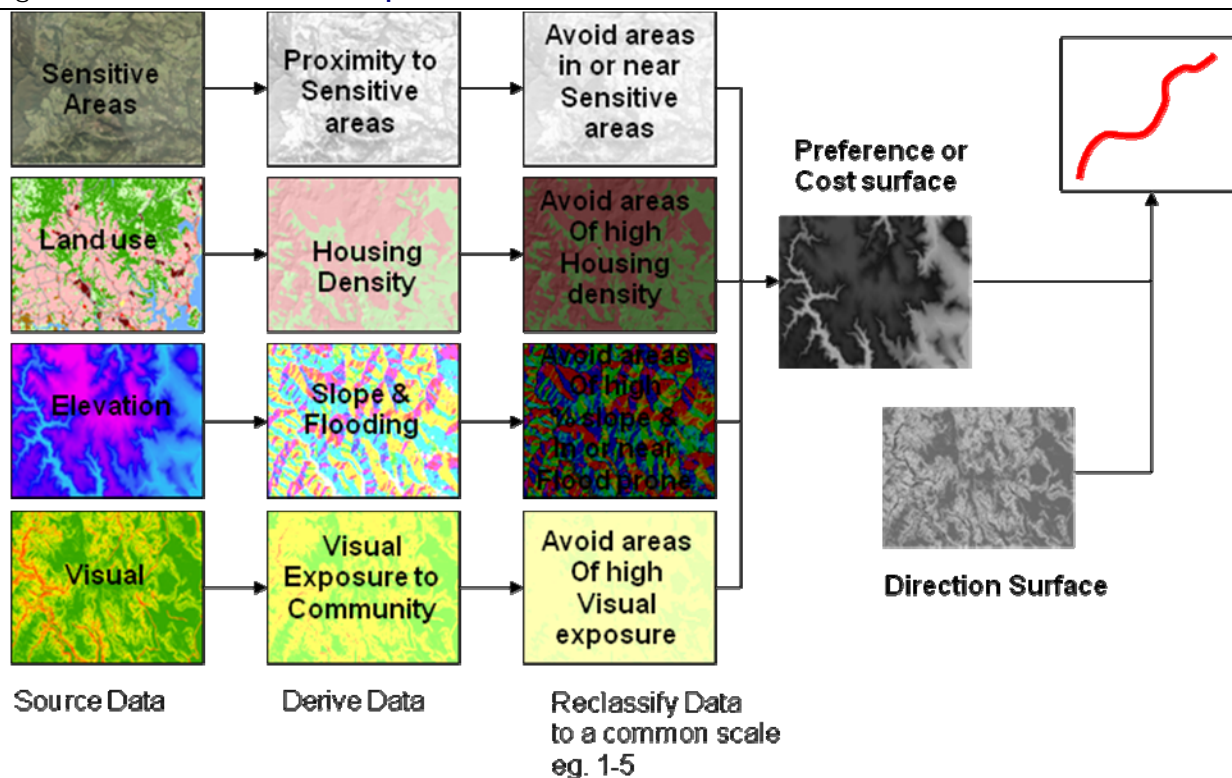 Sensitive
Areas
Proximity to
Sensitive
areas
Avoid areas
in or near
Sensitive
areas
Land use
Housing
Density
Avoid areas
Of high
Housing
density
Elevation
Slope &
Flooding
Avoid areas
Of high
% slope &
In or near
Flood prone
Visual
Visual
Exposure to
Community
Avoid areas
Of high
Visual
exposure
Source Data
Derive Data
Reclassify Data
to a common scale
eg. 1-5
Preference or
Cost surface
Direction Surface